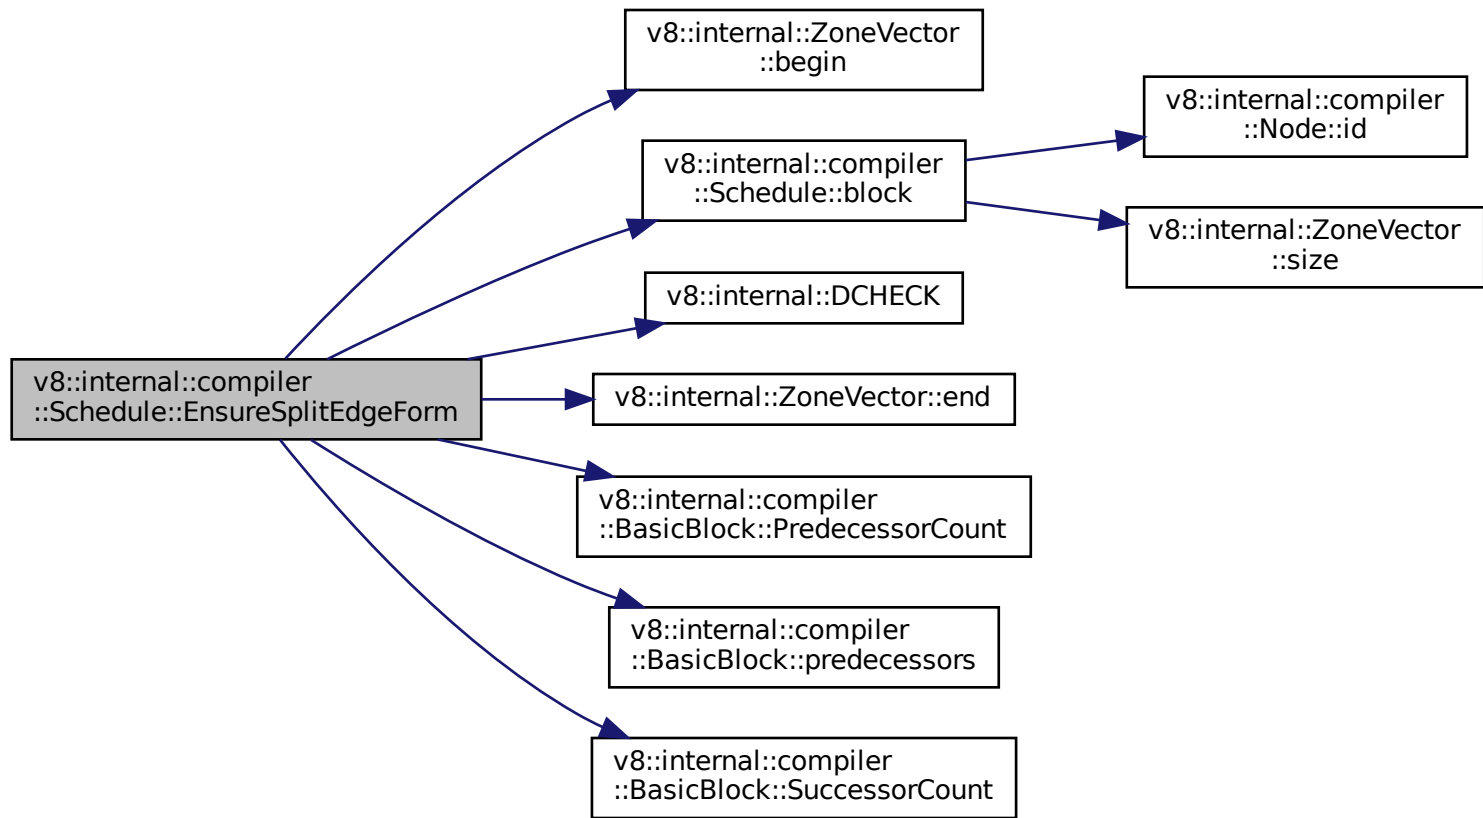 v8::internal::ZoneVector
::begin
v8::internal::compiler
::Node::id
v8::internal::compiler
::Schedule::block
v8::internal::ZoneVector
::size
v8::internal::DCHECK
v8::internal::compiler
::Schedule::EnsureSplitEdgeForm
v8::internal::ZoneVector::end
v8::internal::compiler
::BasicBlock::PredecessorCount
v8::internal::compiler
::BasicBlock::predecessors
v8::internal::compiler
::BasicBlock::SuccessorCount